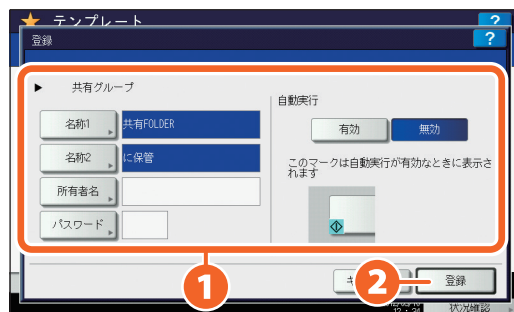 テンプレート
?
登録
?
共有グループ
名称1
共有FOLDER
名称2
に保管
所有者名
パスワード
自動実行
有効
無効
このマークは自動実行が有効なときに表示さ
れます
1
2
登録
状況確認